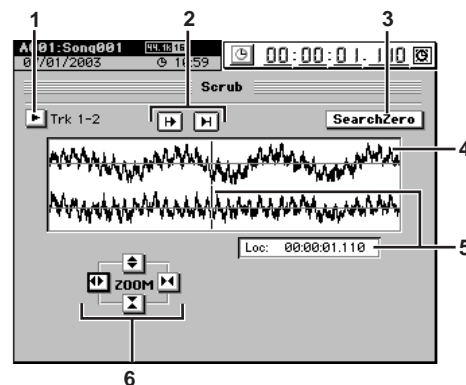 1 2 3
A001:Song001 44.1k 16
07/01/2003 10:59 00:00:01.110
Scrub
Trk 1-2 SearchZero
4
Loc: 00:00:01.110 5
ZOOM
6